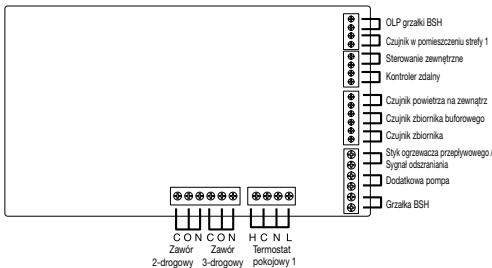 OLP grzałki BSH
Czujnik w pomieszczeniu strefy 1
Sterowanie zewnętrzne
Kontroler zdalny
Czujnik powietrza na zewnątrz
Czujnik zbiornika buforowego
Czujnik zbiornika
Styk ogrzewacza przepływowego /
Sygnał odszraniania
Dodatkowa pompa
Grzałka BSH
C O N C O N H C N L
Zawór Zawór Termostat
2-drogowy 3-drogowy pokojowy 1